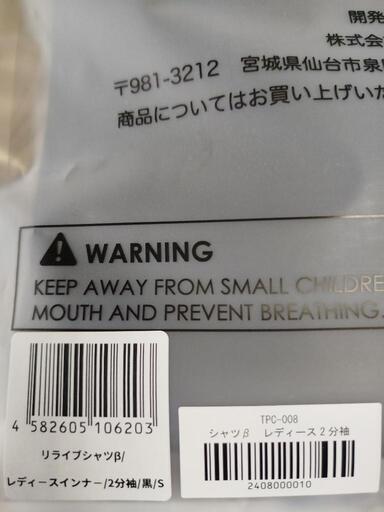 開発
株式会
〒981-3212 宮城県仙台市泉
商品についてはお買い上げいた
WARNING
KEEP AWAY FROM SMALL CHILDRE
MOUTH AND PREVENT BREATHING.
4 582605 106203
リライブシャツβ/
レディースインナー/2分袖/黒/S
TPC-008
シャツβ レディース2分袖
2408000010